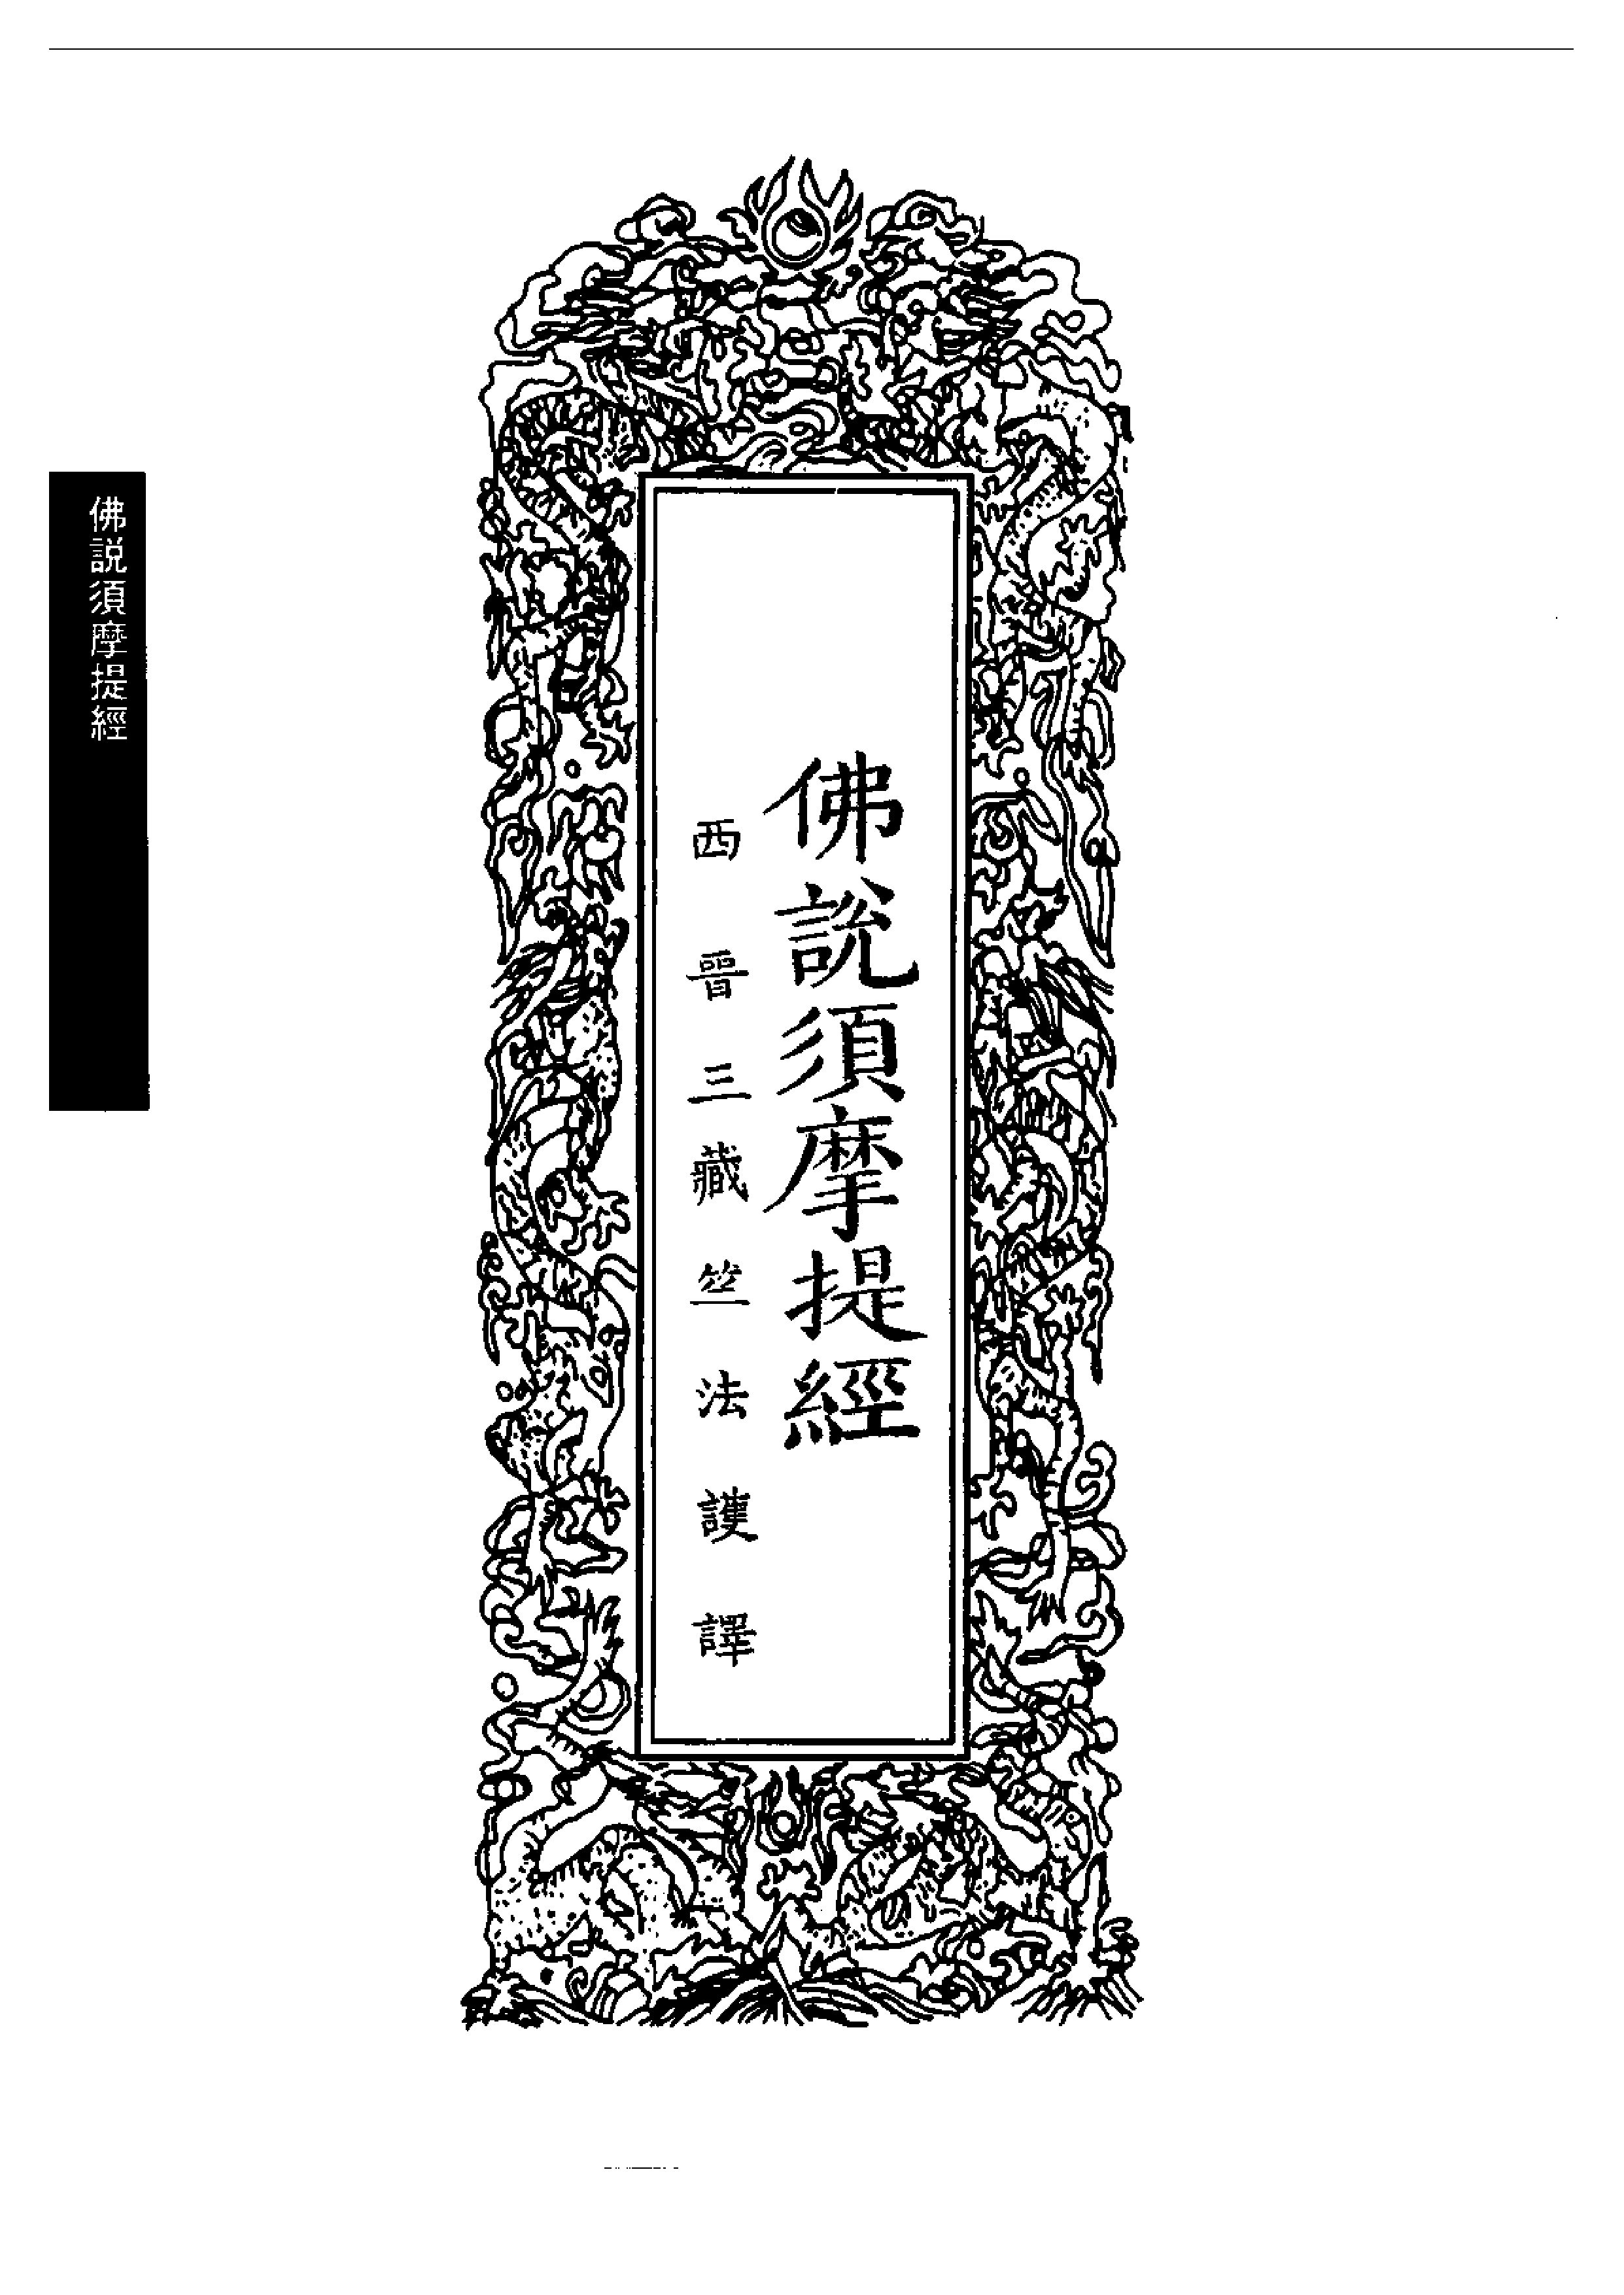 佛說須摩提經
西晉三藏竺法護譯
佛説須摩提經